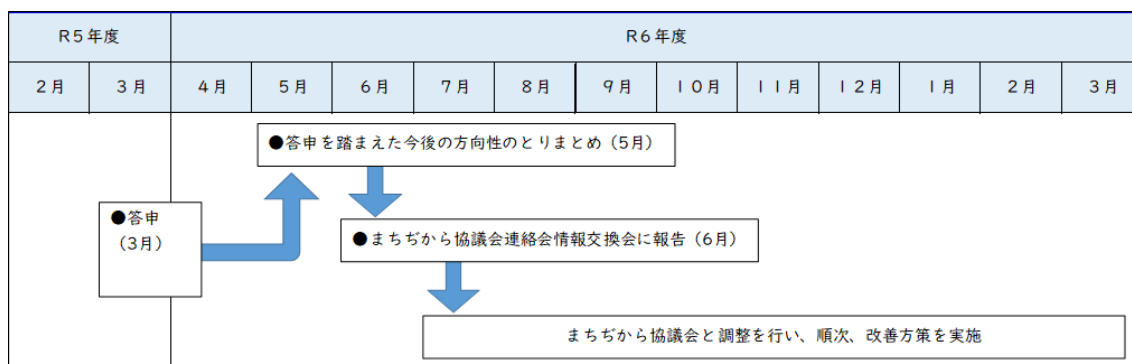 R5年度
R6年度
2月 3月 4月 5月 6月 7月 8月 9月 10月 11月 12月 1月 2月 3月
●答申を踏まえた今後の方向性のとりまとめ(5月)
●答申
(3月)
●まちぢから協議会連絡会情報交換会に報告(6月)
まちぢから協議会と調整を行い、順次、改善方策を実施